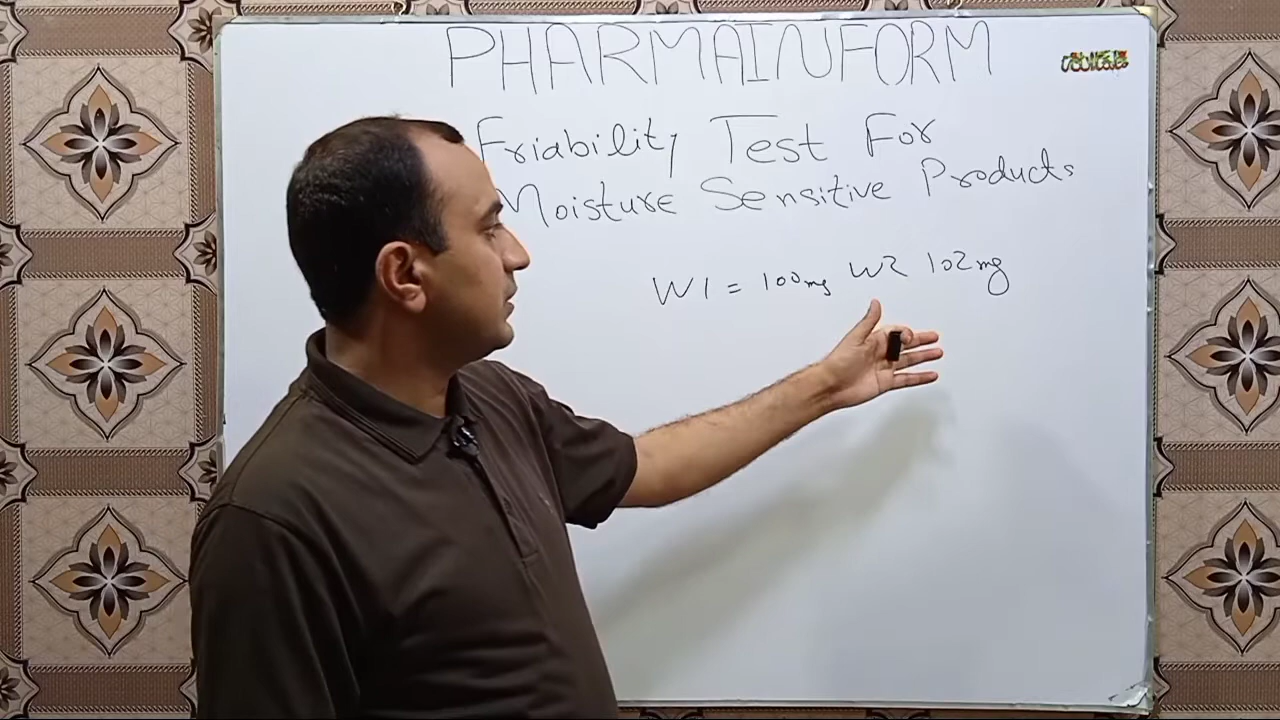 PHARMAINFORM
Friability Test For
Moisture Sensitive Products
W1 = 100mg W2 102mg